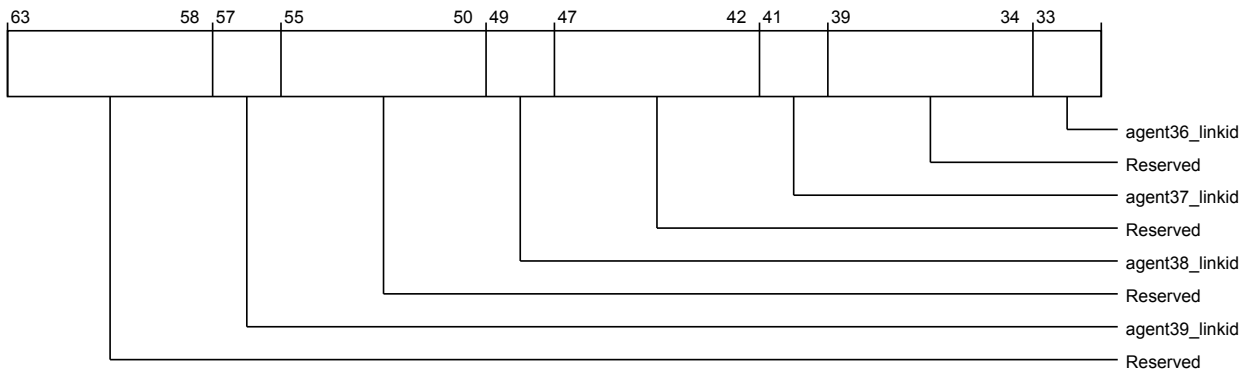 63 58 57 55 50 49 47 42 41 39 34 33
agent36_linkid
Reserved
agent37_linkid
Reserved
agent38_linkid
Reserved
agent39_linkid
Reserved